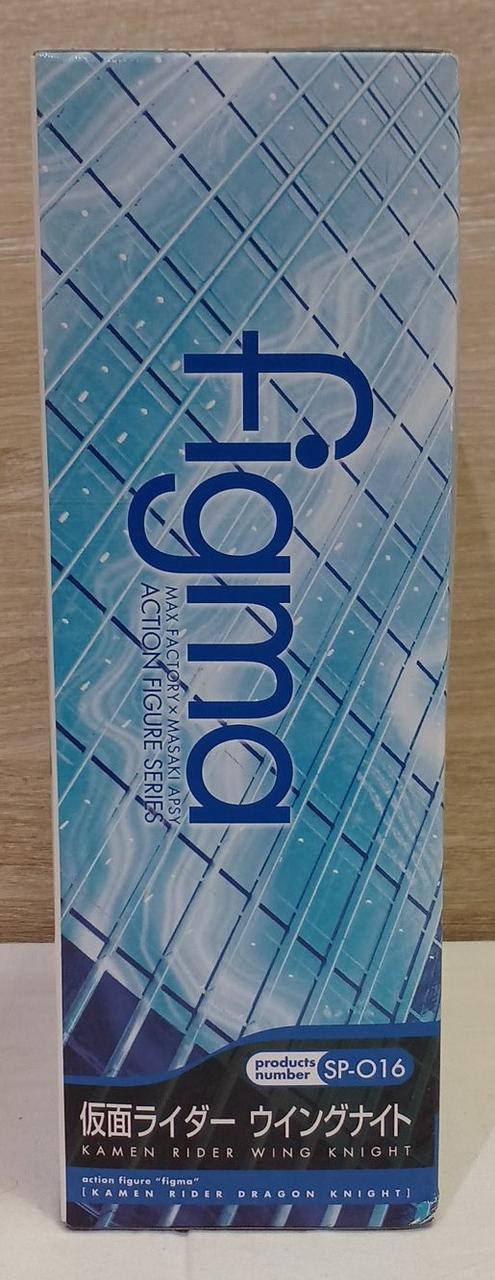 figma
MAX FACTORY × MASAKI APSY
ACTION FIGURE SERIES
products
number
SP-016
仮面ライダー ウイングナイト
KAMEN RIDER WING KNIGHT
action figure "figma"
[KAMEN RIDER DRAGON KNIGHT]